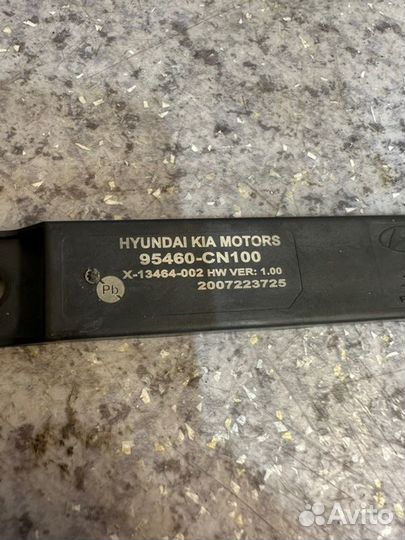 HYUNDAI KIA MOTORS
95460-CN100
X-13464-002 HW VER: 1.00
Pb
2007223725
Avito